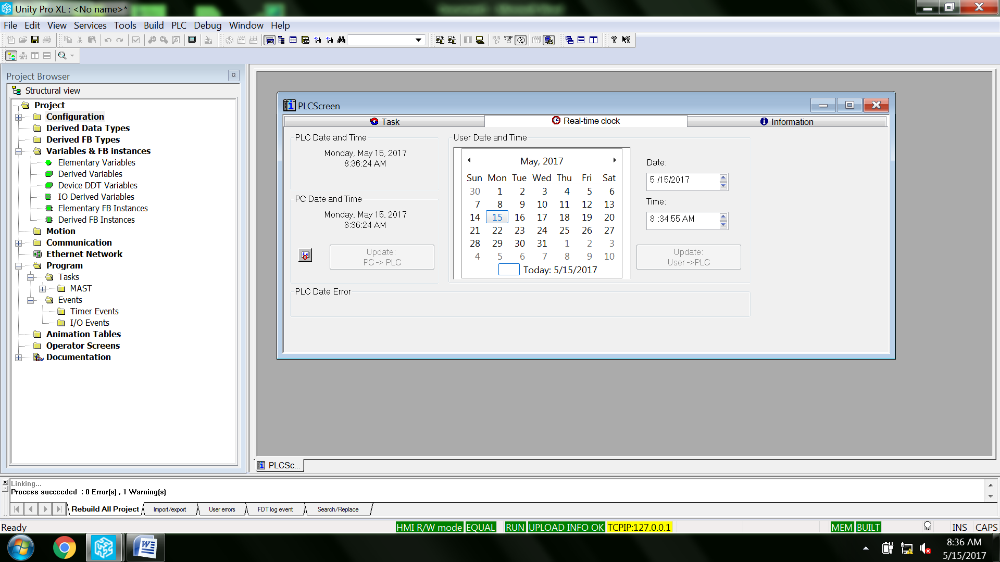 Unity Pro XL : <No name>*
File Edit View Services Tools Build PLC Debug Window Help
RUN STOP
Project Browser
Structural view
Project
Configuration
Derived Data Types
Derived FB Types
Variables & FB instances
Elementary Variables
Derived Variables
Device DDT Variables
IO Derived Variables
Elementary FB Instances
Derived FB Instances
Motion
Communication
Ethernet Network
Program
Tasks
MAST
Events
Timer Events
I/O Events
Animation Tables
Operator Screens
Documentation
PLCScreen
Task Real-time clock Information
PLC Date and Time
Monday, May 15, 2017
8:36:24 AM
PC Date and Time
Monday, May 15, 2017
8:36:24 AM
Update:
PC -> PLC
User Date and Time
May, 2017
Sun Mon Tue Wed Thu Fri Sat
30 1 2 3 4 5 6
7 8 9 10 11 12 13
14 15 16 17 18 19 20
21 22 23 24 25 26 27
28 29 30 31 1 2 3
4 5 6 7 8 9 10
Today: 5/15/2017
Date:
5 /15/2017
Time:
8 :34:55 AM
Update:
User ->PLC
PLC Date Error
PLCSc...
Linking...
Process succeeded : 0 Error(s) , 1 Warning(s)
Rebuild All Project Import/export User errors FDT log event Search/Replace
Ready HMI R/W mode EQUAL RUN UPLOAD INFO OK TCPIP:127.0.0.1 MEM BUILT INS CAPS
8:36 AM
5/15/2017